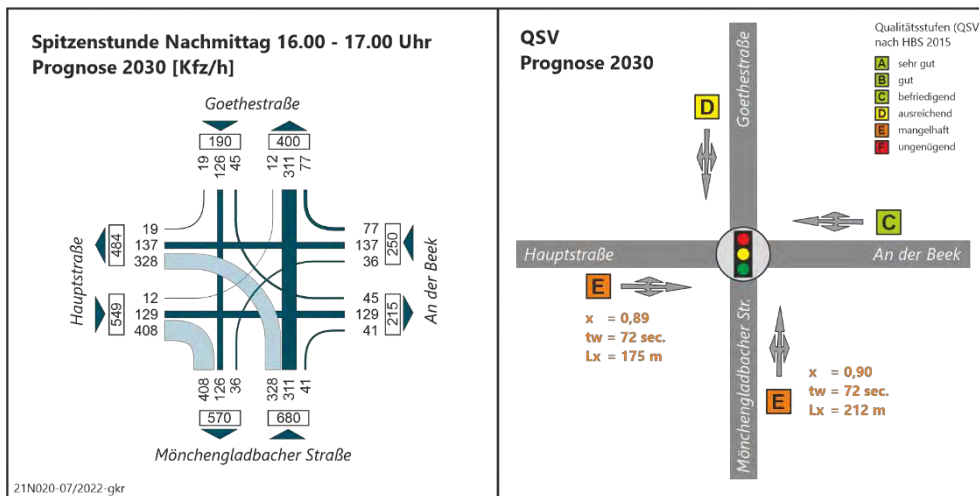 Spitzenstunde Nachmittag 16.00 - 17.00 Uhr
Prognose 2030 [Kfz/h]
Goethestraße
190
400
19
126
45
12
311
77
Hauptstraße
484
549
19
137
328
12
129
408
77
137
36
45
129
41
250
215
An der Beek
408
126
36
328
311
41
570
680
Mönchengladbacher Straße
21N020-07/2022-gkr
QSV
Prognose 2030
Qualitätsstufen (QSV
nach HBS 2015
A sehr gut
B gut
C befriedigend
D ausreichend
E mangelhaft
F ungenügend
Goethestraße
D
C
Hauptstraße
An der Beek
E
x = 0,89
tw = 72 sec.
Lx = 175 m
Mönchengladbacher Str.
E
x = 0,90
tw = 72 sec.
Lx = 212 m